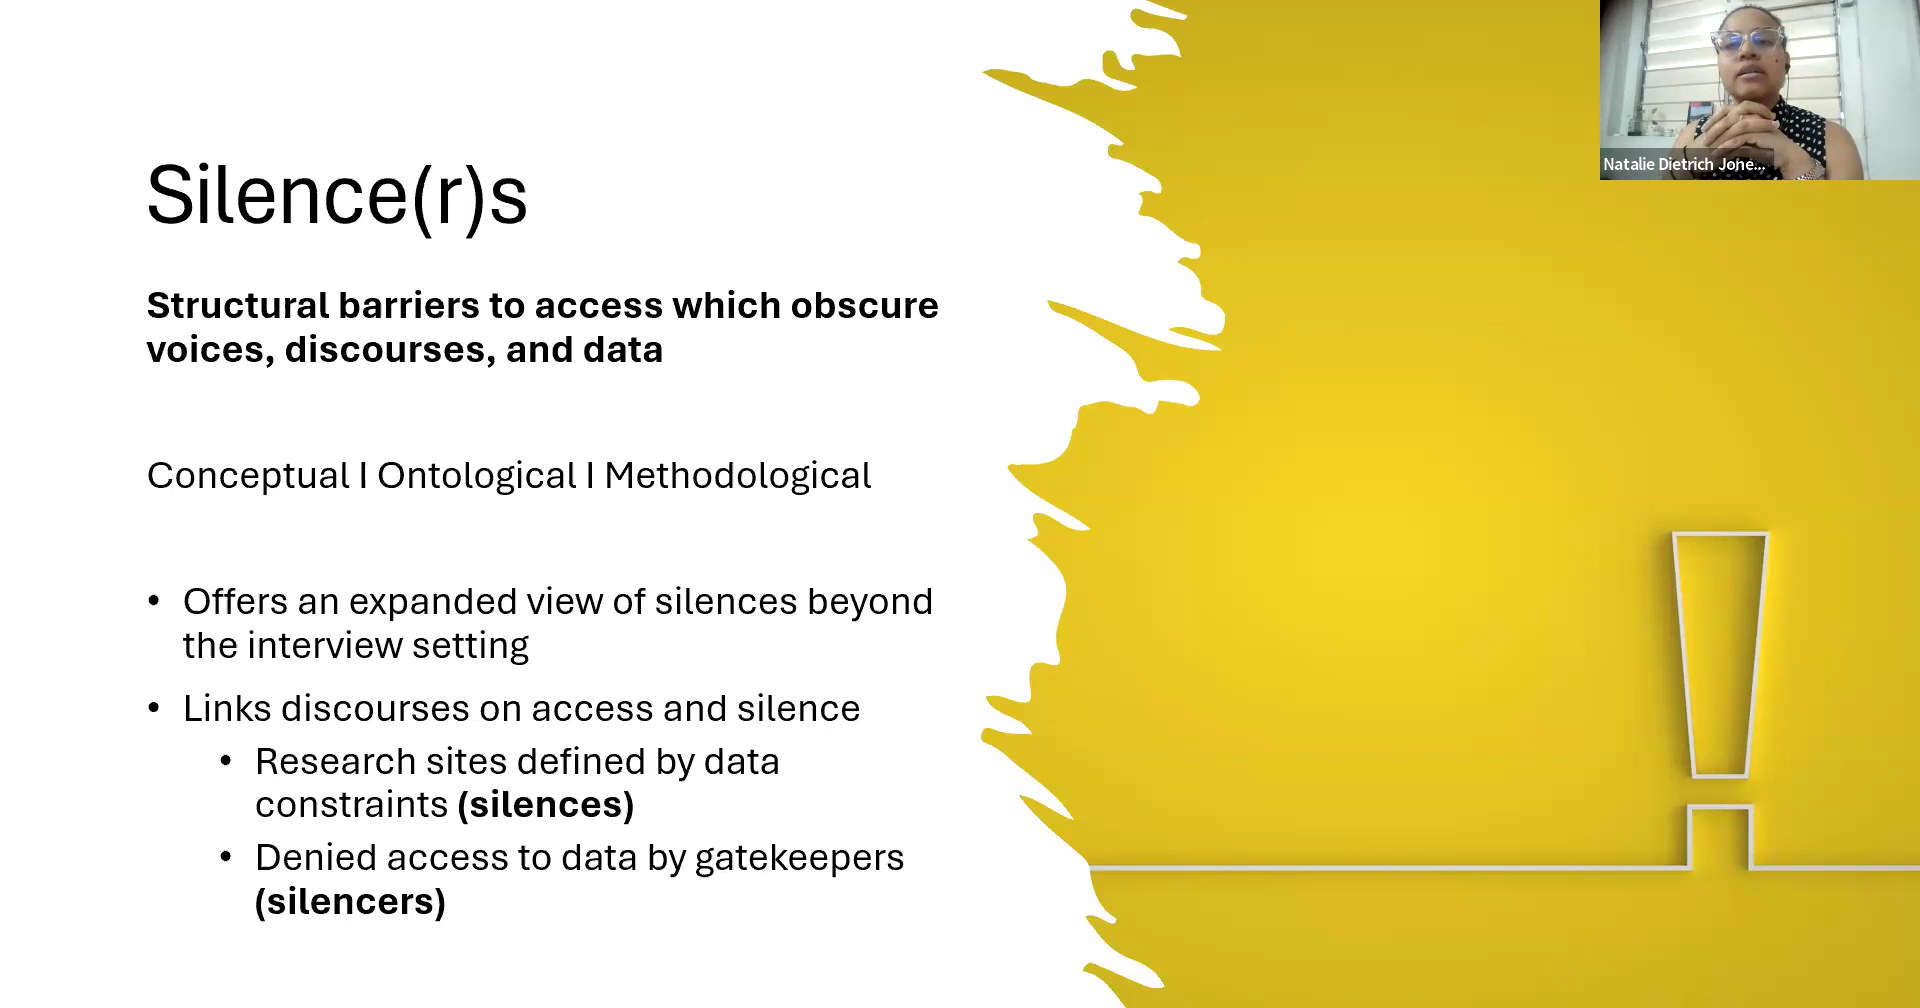 Silence(r)s
Structural barriers to access which obscure
voices, discourses, and data
Conceptual I Ontological I Methodological
• Offers an expanded view of silences beyond
the interview setting
• Links discourses on access and silence
• Research sites defined by data
constraints (silences)
• Denied access to data by gatekeepers
(silencers)
Natalie Dietrich Jone...